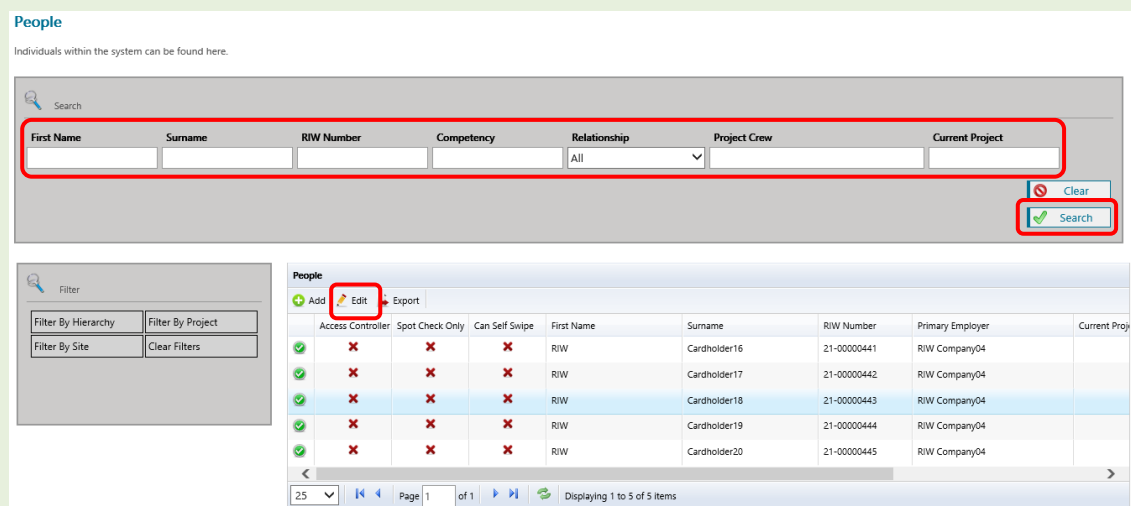 People
Individuals within the system can be found here.
Search
First Name Surname RIW Number Competency Relationship Project Crew Current Project
All
Clear
Search
Filter
Filter By Hierarchy Filter By Project
Filter By Site Clear Filters
People
Add Edit Export
Access Controller Spot Check Only Can Self Swipe First Name Surname RIW Number Primary Employer Current Proj
RIW Cardholder16 21-00000441 RIW Company04
RIW Cardholder17 21-00000442 RIW Company04
RIW Cardholder18 21-00000443 RIW Company04
RIW Cardholder19 21-00000444 RIW Company04
RIW Cardholder20 21-00000445 RIW Company04
25 Page 1 of 1 Displaying 1 to 5 of 5 items